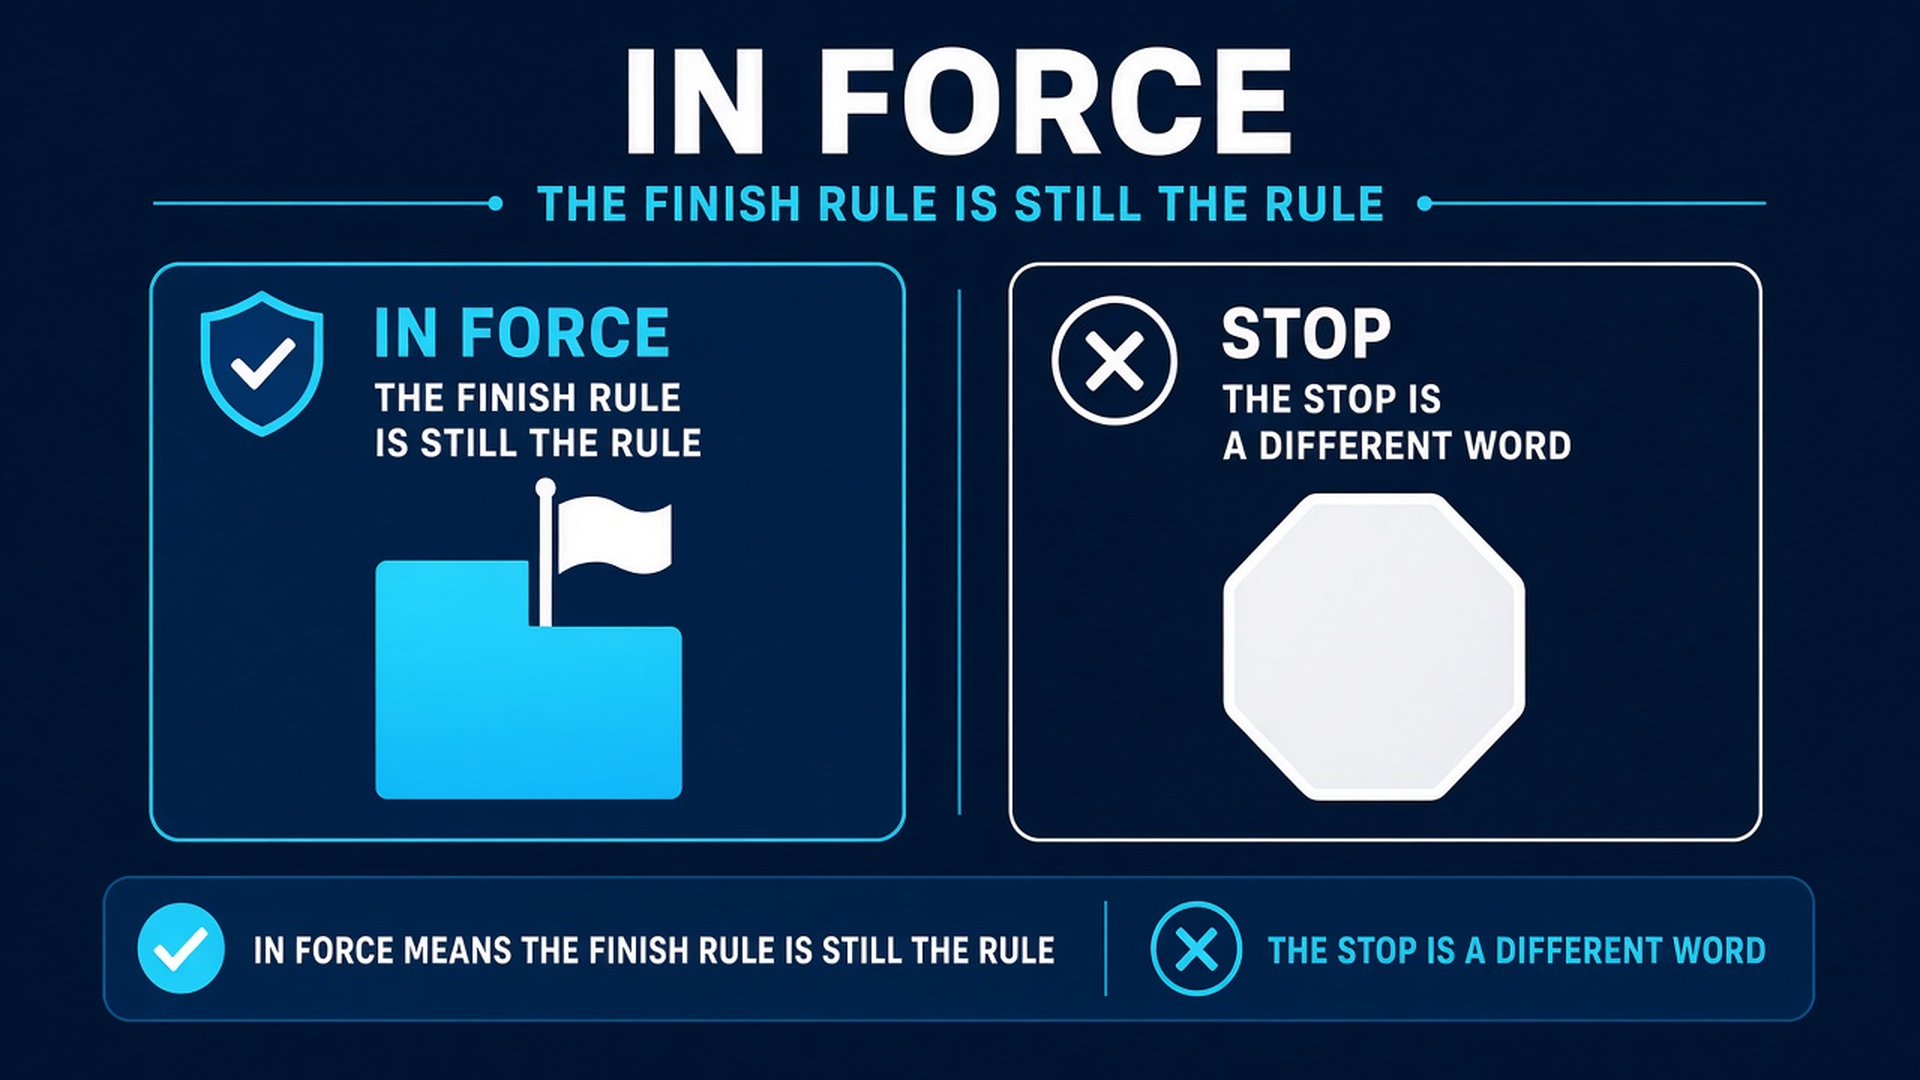 IN FORCE
THE FINISH RULE IS STILL THE RULE
IN FORCE
THE FINISH RULE
IS STILL THE RULE
STOP
THE STOP IS
A DIFFERENT WORD
IN FORCE MEANS THE FINISH RULE IS STILL THE RULE
THE STOP IS A DIFFERENT WORD